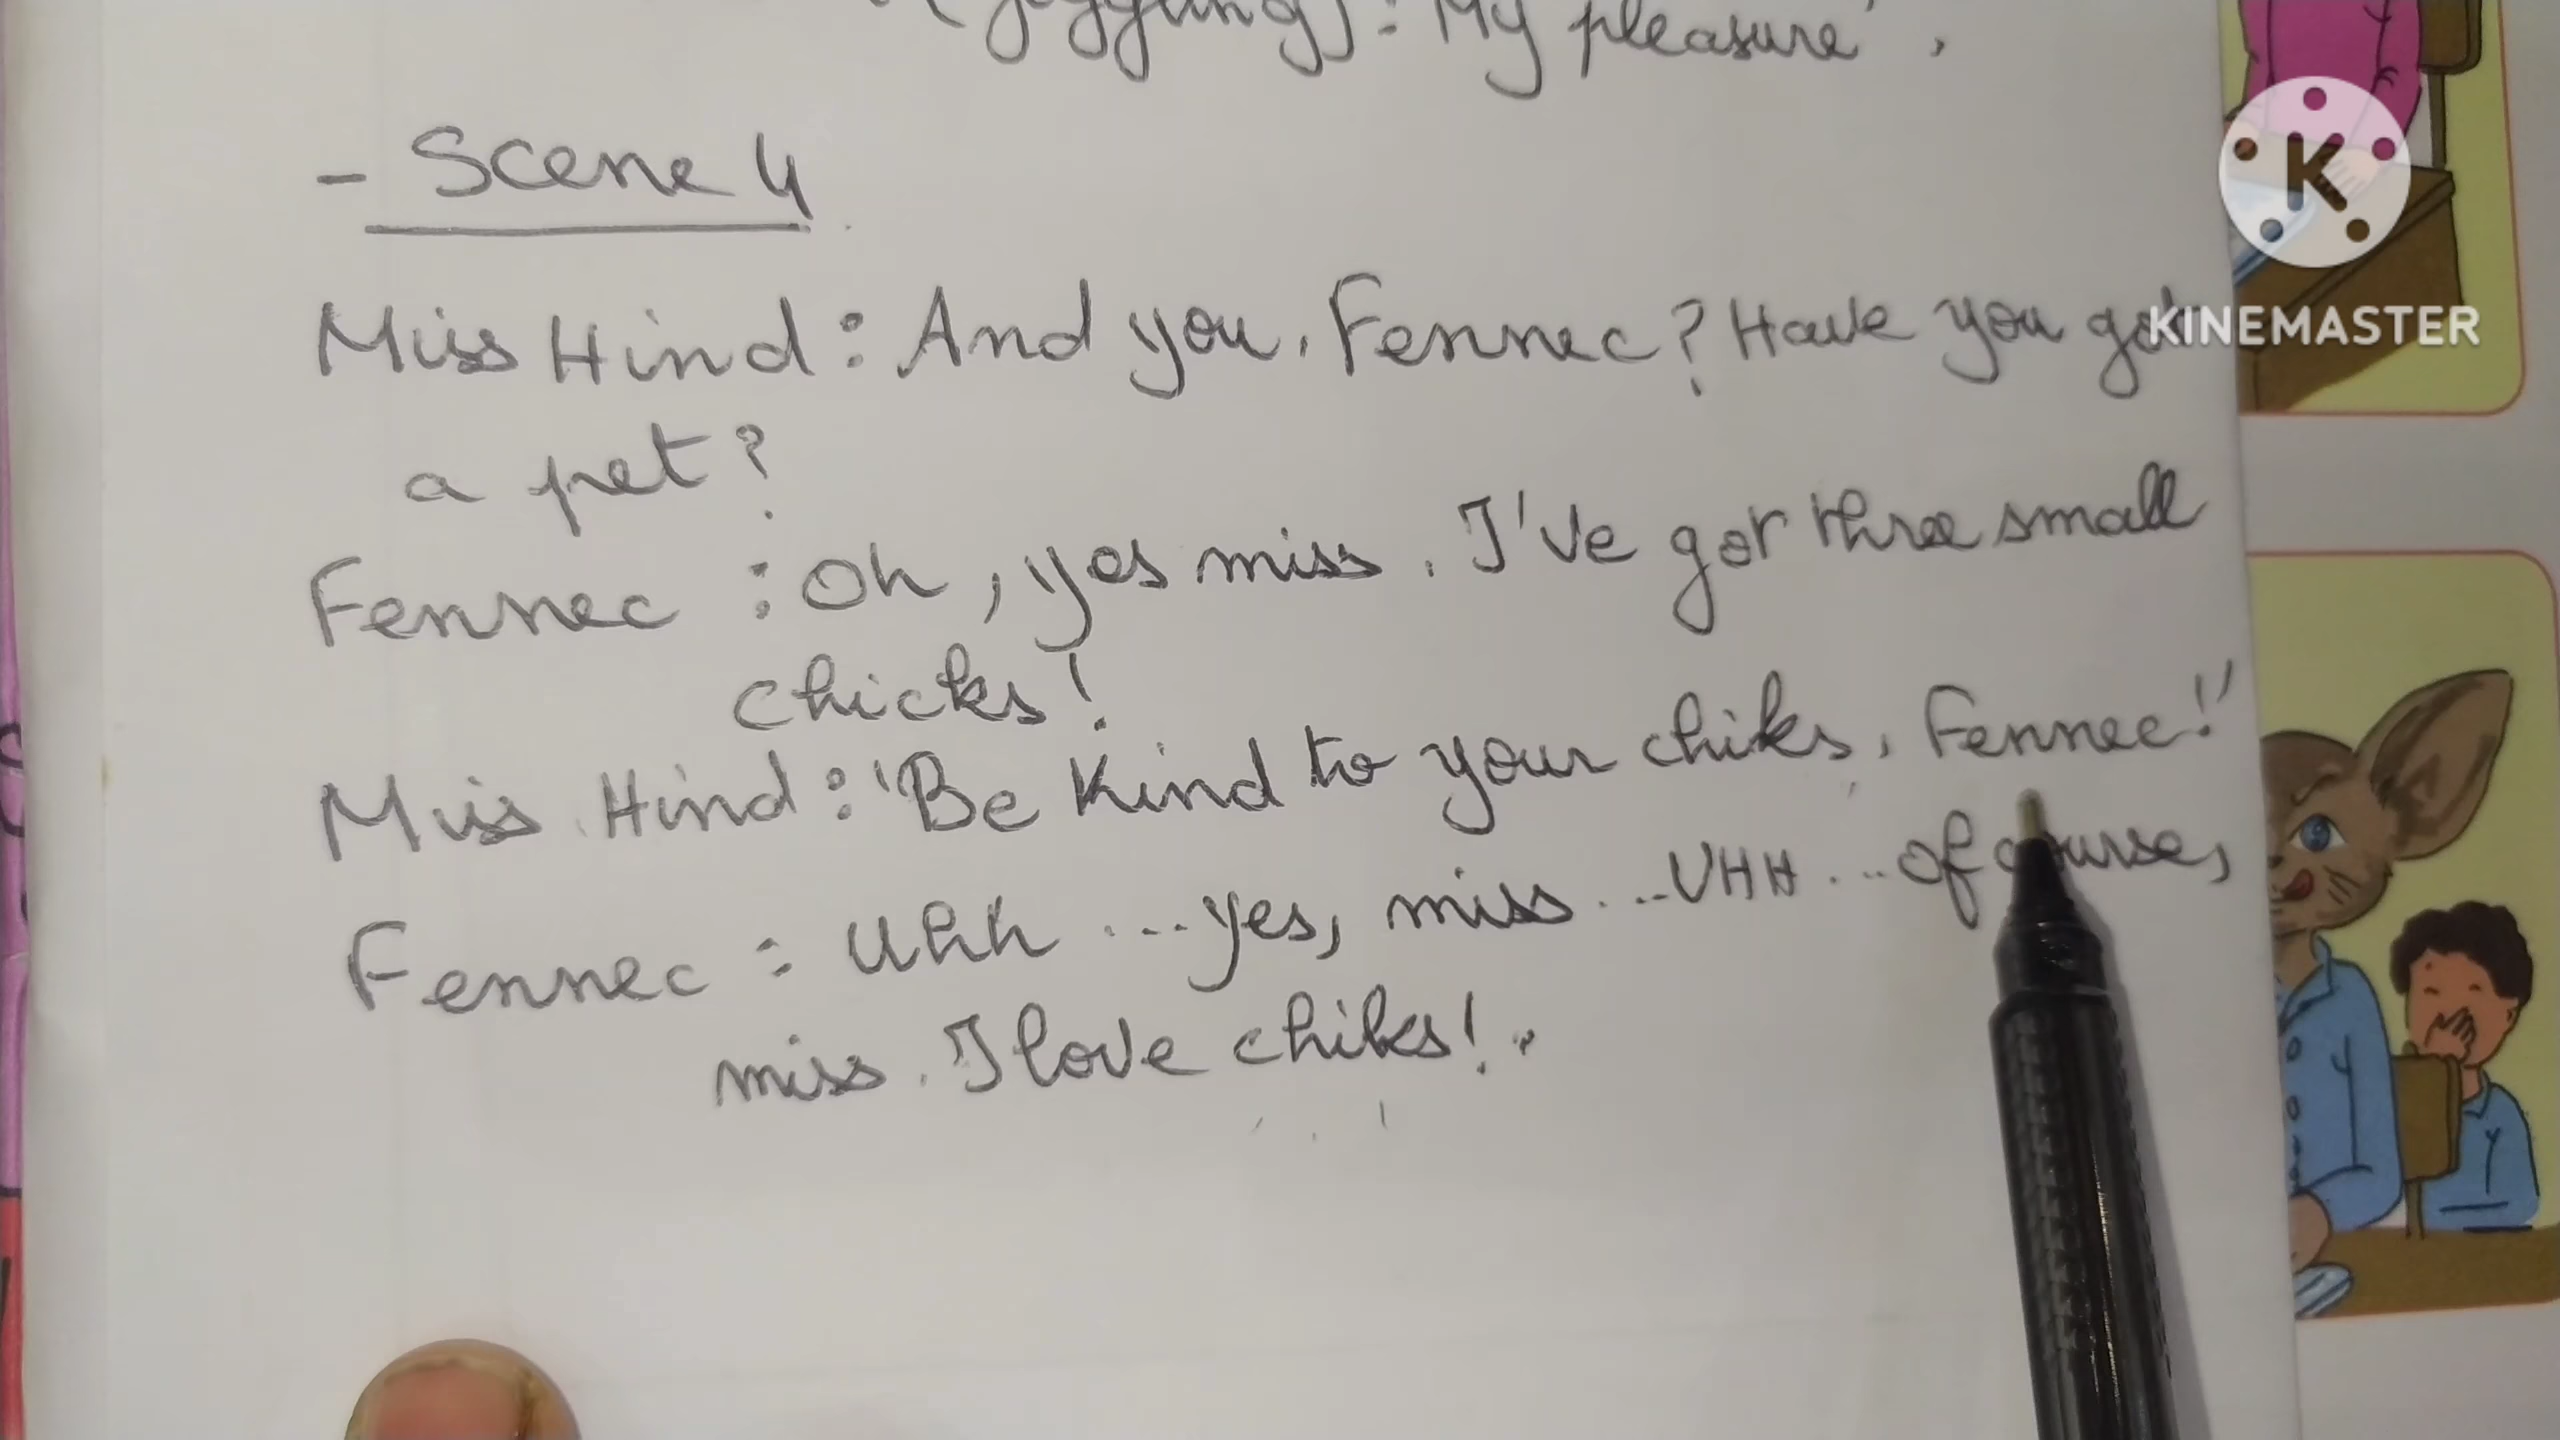 : My pleasure".
- Scene 4
Miss Hind : And you, Fennec? Have you got
a pet?
Fennec : Oh, yes miss. I've got three small
chicks!
Miss Hind : "Be kind to your chiks, Fennec!"
Fennec : Uhh ... yes, miss ... UHH ... of course,
miss. I love chiks!.
K
KINEMASTER